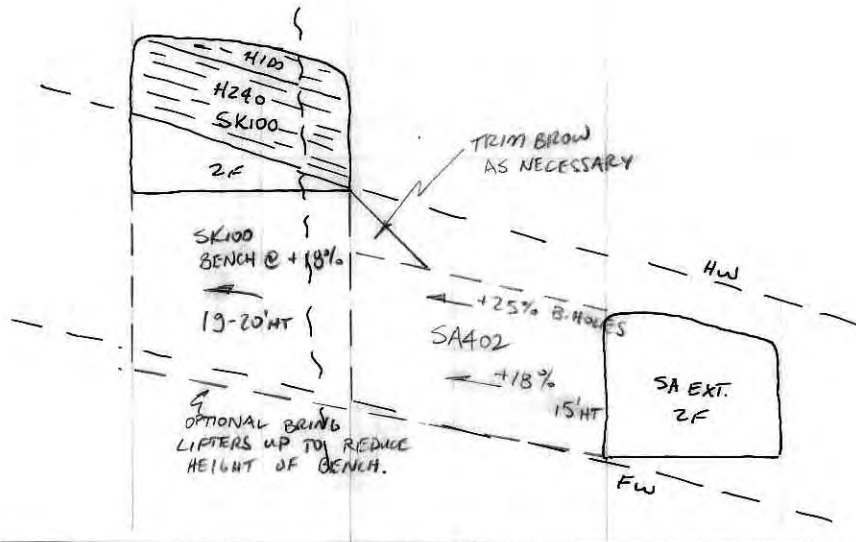 H1DS
H240
SK100
2F
TRIM BROW
AS NECESSARY
SK100
BENCH @ +18%
19-20'HT
HW
+25% B.HOLES
SA402
+18%
15'HT
SA EXT.
2F
OPTIONAL BRING
LIFTERS UP TO REDUCE
HEIGHT OF BENCH.
FW